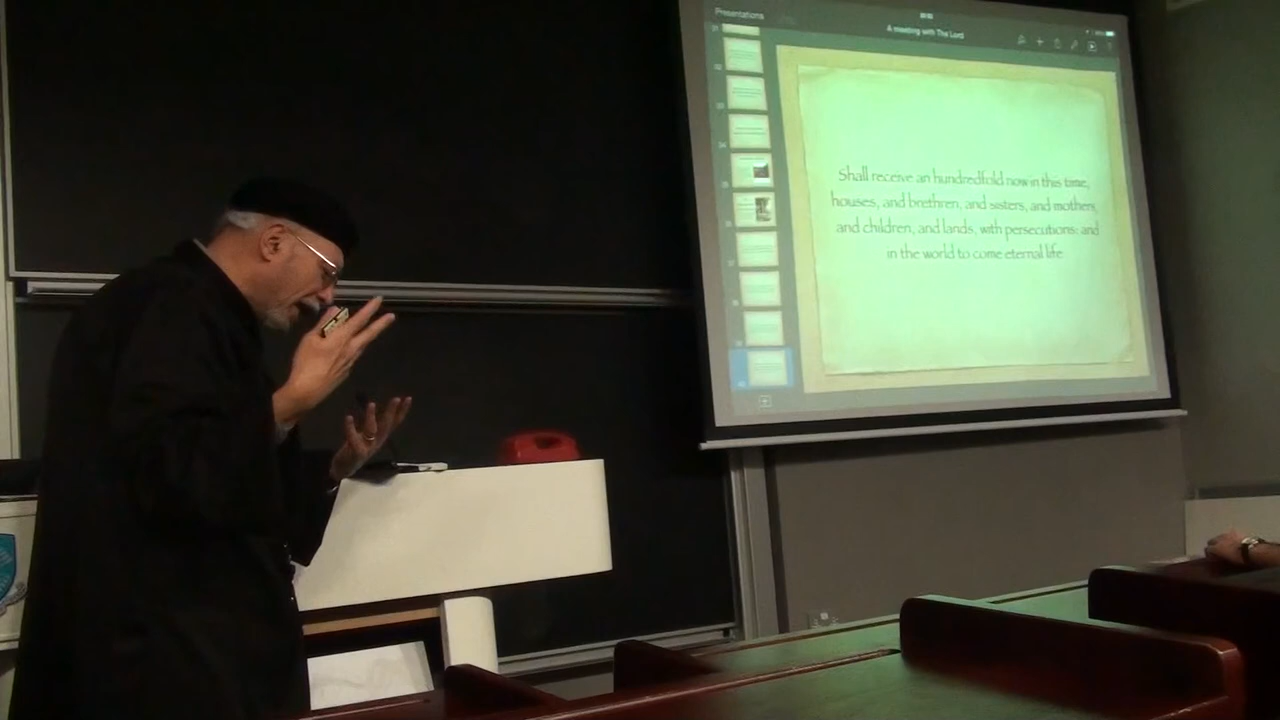 Presentations
A meeting with The Lord
Shall receive an hundredfold now in this time,
houses, and brethren, and sisters, and mothers,
and children, and lands, with persecutions; and
in the world to come eternal life